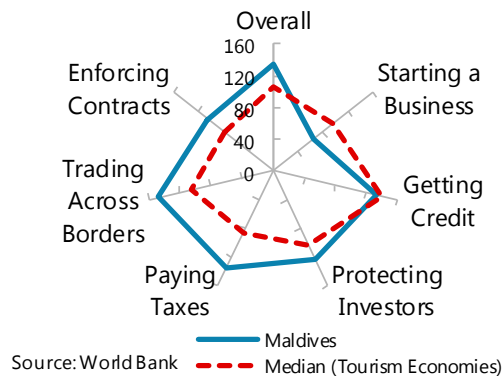 Overall
160
120
80
40
0
Starting a
Business
Getting
Credit
Protecting
Investors
Paying
Taxes
Trading
Across
Borders
Enforcing
Contracts
Maldives
Median (Tourism Economies)
Source: World Bank